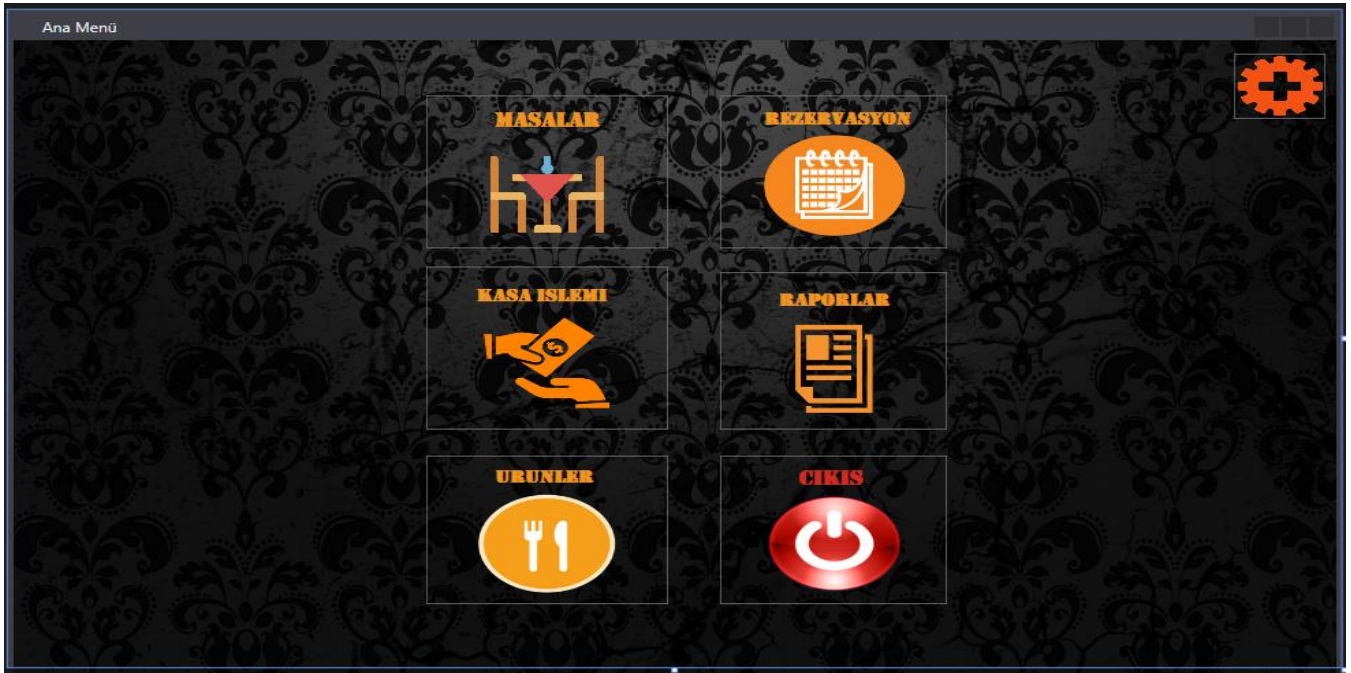 Ana Menü
MASALAR
REZERVASYON
KASA ISLEMI
RAPORLAR
URUNLER
CIKIS